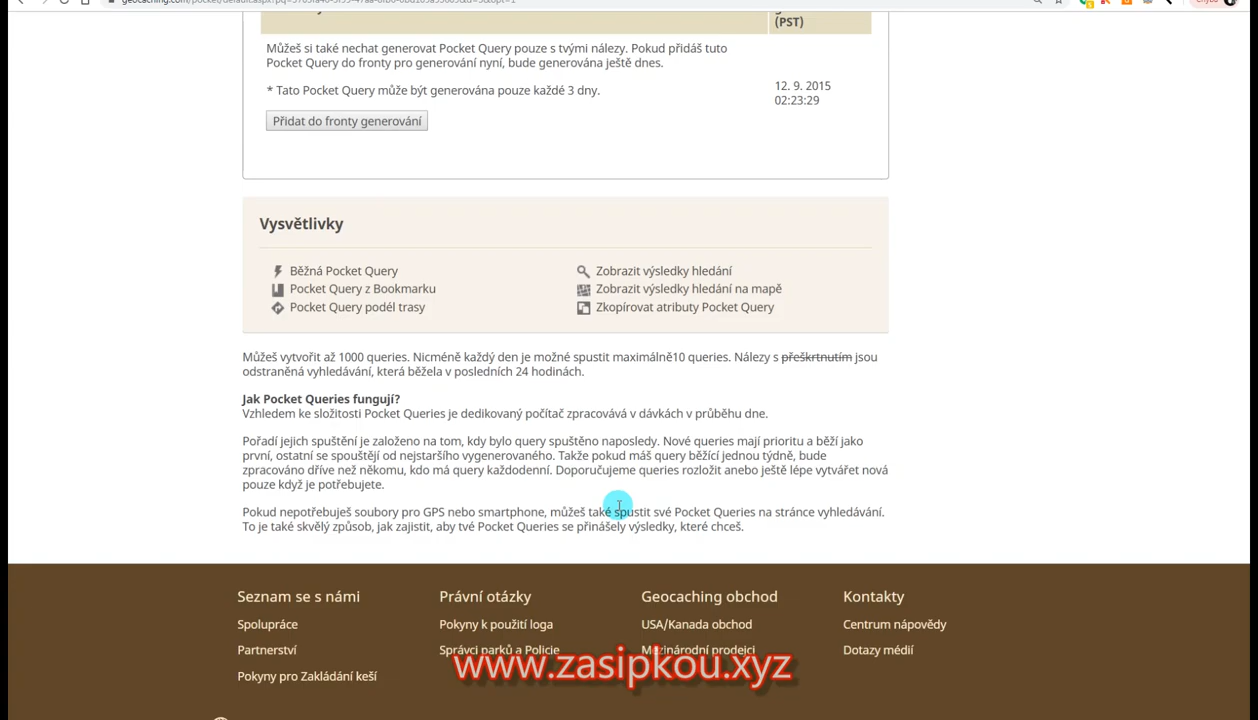 (PST)
Můžeš si také nechat generovat Pocket Query pouze s tvými nálezy. Pokud přidáš tuto
Pocket Query do fronty pro generování nyní, bude generována ještě dnes.
* Tato Pocket Query může být generována pouze každé 3 dny.
12. 9. 2015
02:23:29
Přidat do fronty generování
Vysvětlivky
Běžná Pocket Query
Zobrazit výsledky hledání
Pocket Query z Bookmarku
Zobrazit výsledky hledání na mapě
Pocket Query podél trasy
Zkopírovat atributy Pocket Query
Můžeš vytvořit až 1000 queries. Nicméně každý den je možné spustit maximálně10 queries. Nálezy s přeškrtnutím jsou
odstraněná vyhledávání, která běžela v posledních 24 hodinách.
Jak Pocket Queries fungují?
Vzhledem ke složitosti Pocket Queries je dedikovaný počítač zpracovává v dávkách v průběhu dne.
Pořadí jejich spuštění je založeno na tom, kdy bylo query spuštěno naposledy. Nové queries mají prioritu a běží jako
první, ostatní se spouštějí od nejstaršího vygenerovaného. Takže pokud máš query běžící jednou týdně, bude
zpracováno dříve než někomu, kdo má query každodenní. Doporučujeme queries rozložit anebo ještě lépe vytvářet nová
pouze když je potřebujete.
Pokud nepotřebuješ soubory pro GPS nebo smartphone, můžeš také spustit své Pocket Queries na stránce vyhledávání.
To je také skvělý způsob, jak zajistit, aby tvé Pocket Queries se přinášely výsledky, které chceš.
Seznam se s námi
Právní otázky
Geocaching obchod
Kontakty
Spolupráce
Pokyny k použití loga
USA/Kanada obchod
Centrum nápovědy
Partnerství
Správci parků a Policie
Mezinárodní prodejci
Dotazy médií
www.zasipkou.xyz
Pokyny pro Zakládání keší